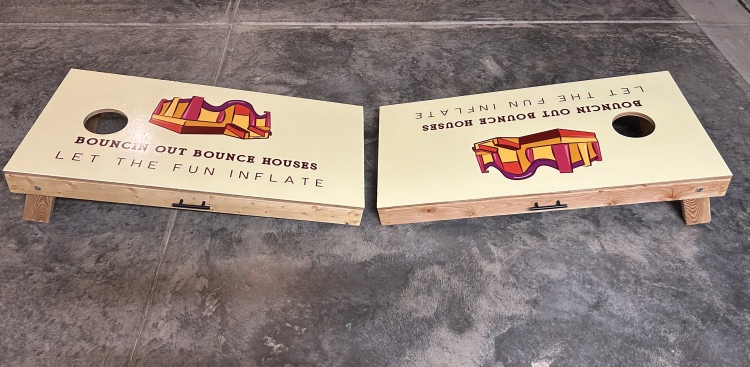 BOUNCIN OUT BOUNCE HOUSES
LET THE FUN INFLATE
BOUNCIN OUT BOUNCE HOUSES
LET THE FUN INFLATE